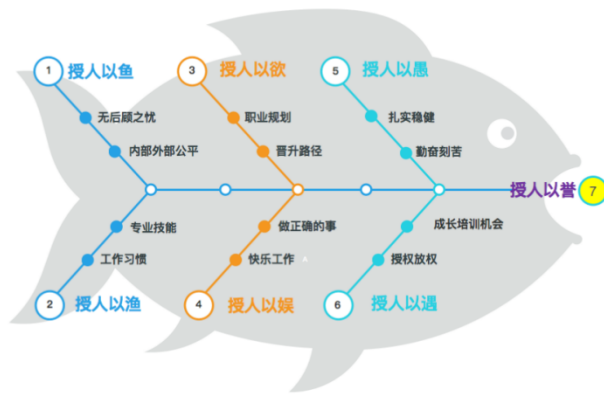 1 授人以鱼
无后顾之忧
内部外部公平
3 授人以欲
职业规划
晋升路径
5 授人以愚
扎实稳健
勤奋刻苦
授人以誉 7
专业技能
工作习惯
2 授人以渔
做正确的事
快乐工作
4 授人以娱
成长培训机会
授权放权
6 授人以遇